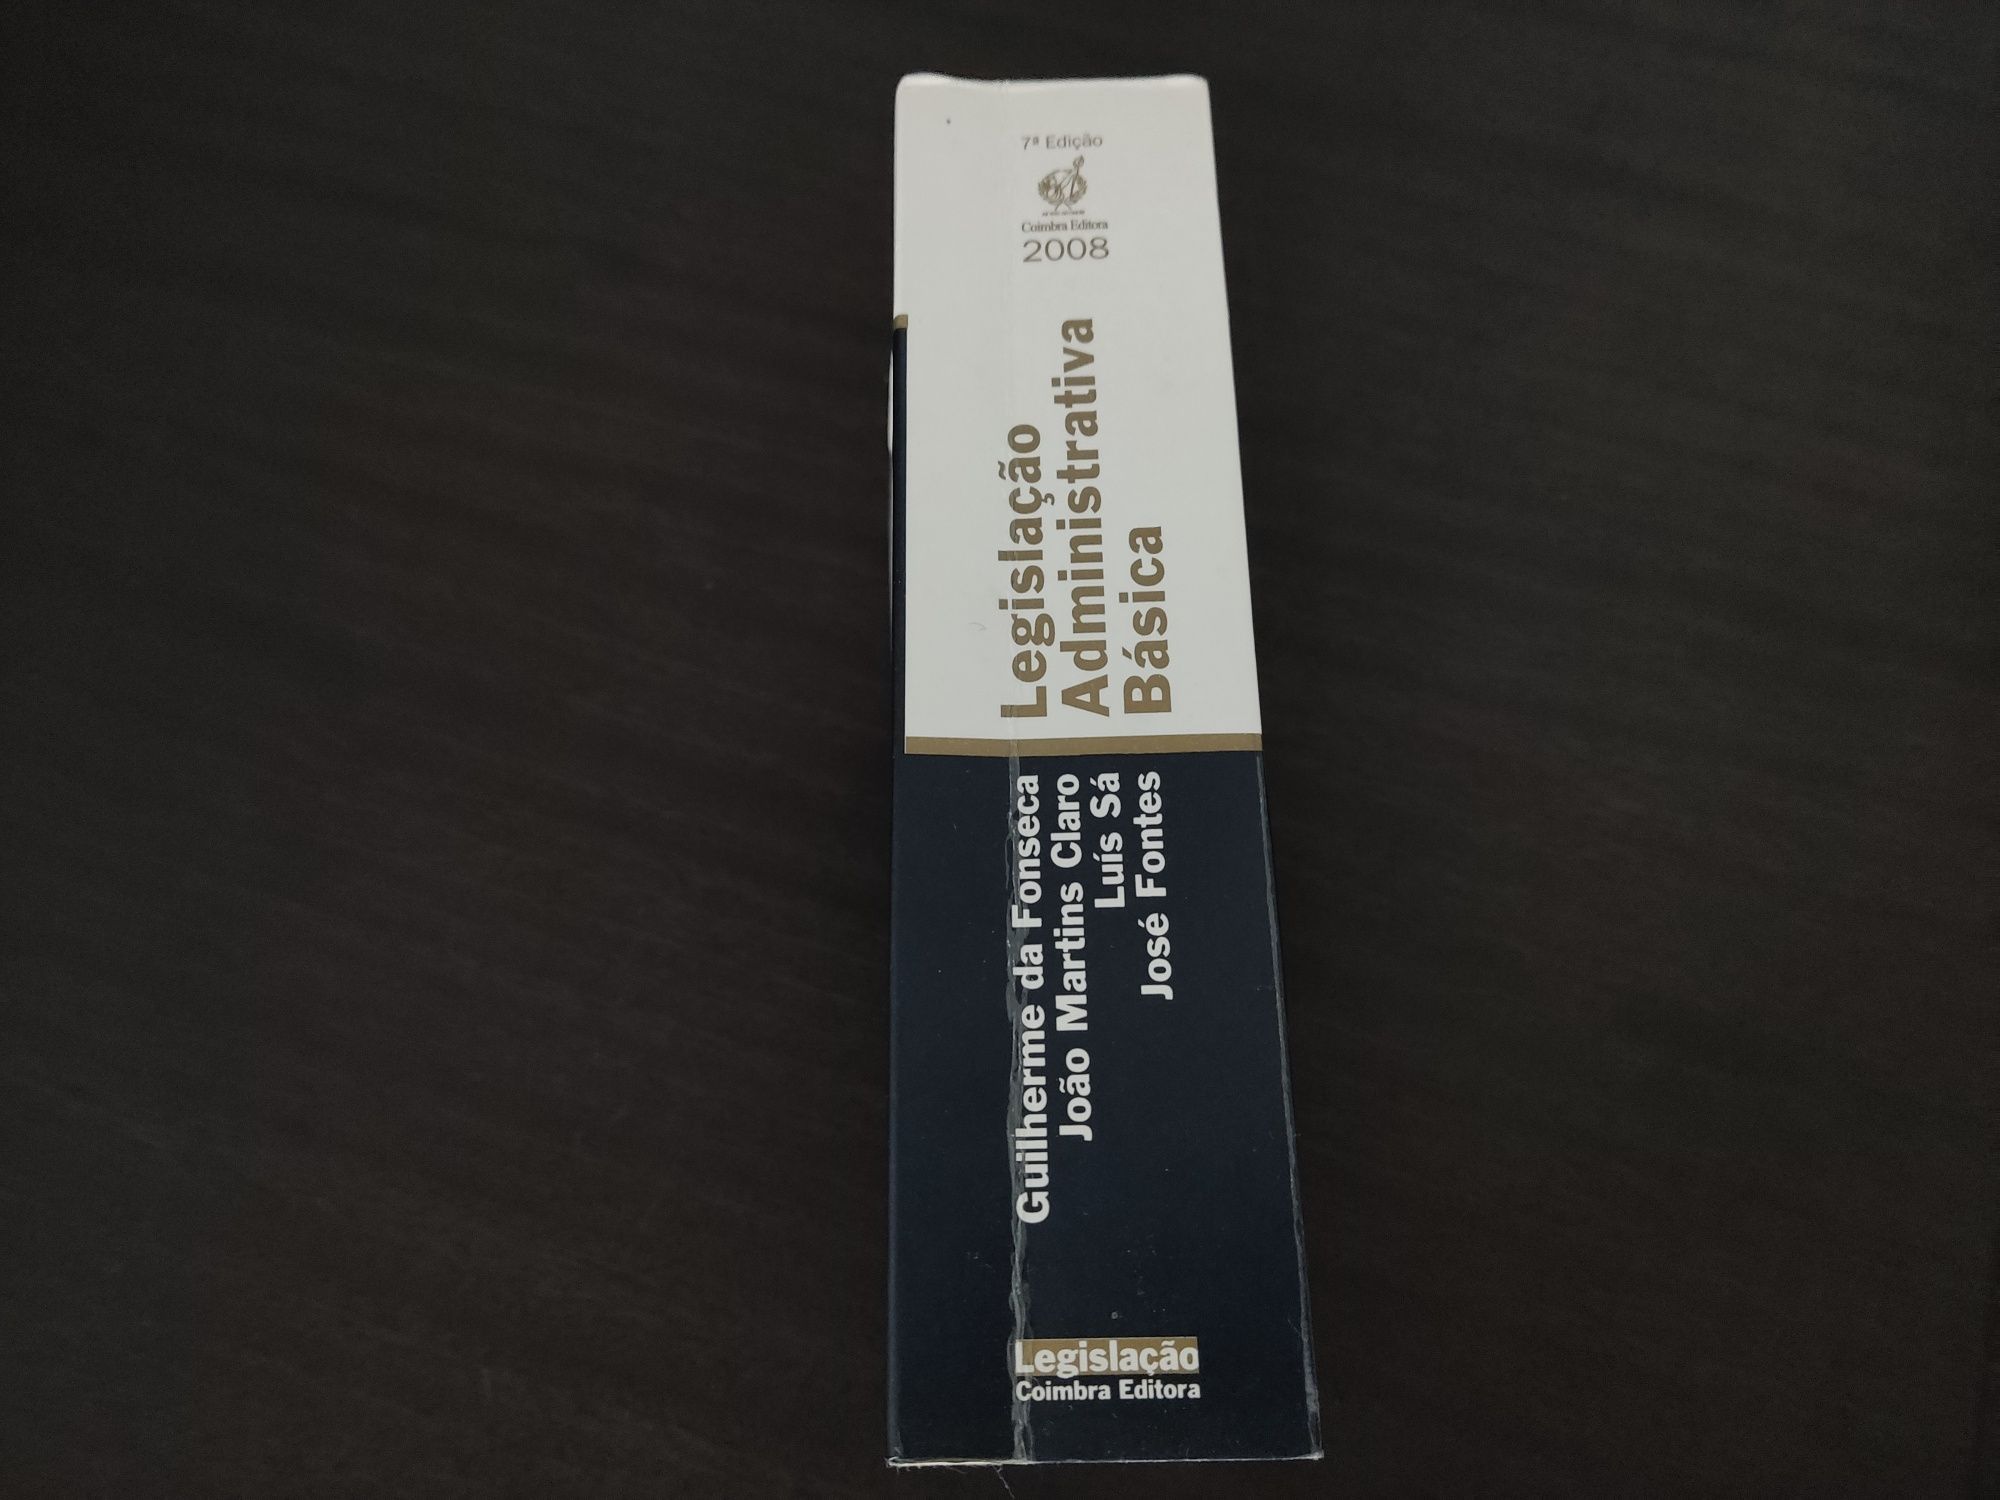 7ª Edição
Coimbra Editora
2008
Legislação
Administrativa
Básica
Guilherme da Fonseca
João Martins Claro
Luís Sá
José Fontes
Legislação
Coimbra Editora